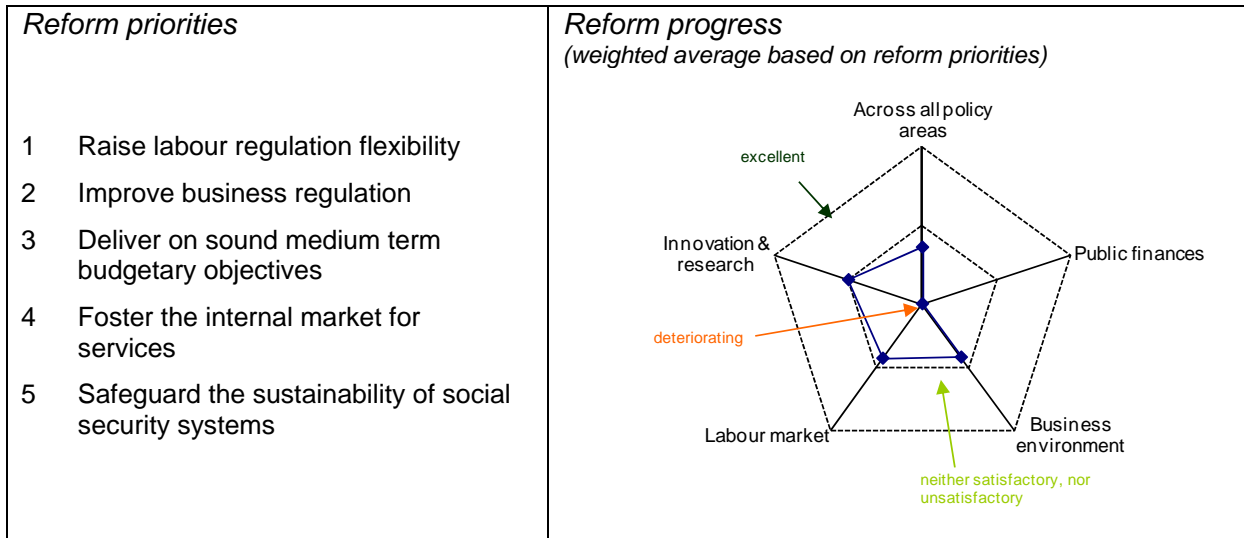 Reform priorities
1 Raise labour regulation flexibility
2 Improve business regulation
3 Deliver on sound medium term
budgetary objectives
4 Foster the internal market for
services
5 Safeguard the sustainability of social
security systems
Reform progress
(weighted average based on reform priorities)
Across all policy
areas
excellent
Innovation &
research
Public finances
deteriorating
Labour market
Business
environment
neither satisfactory, nor
unsatisfactory